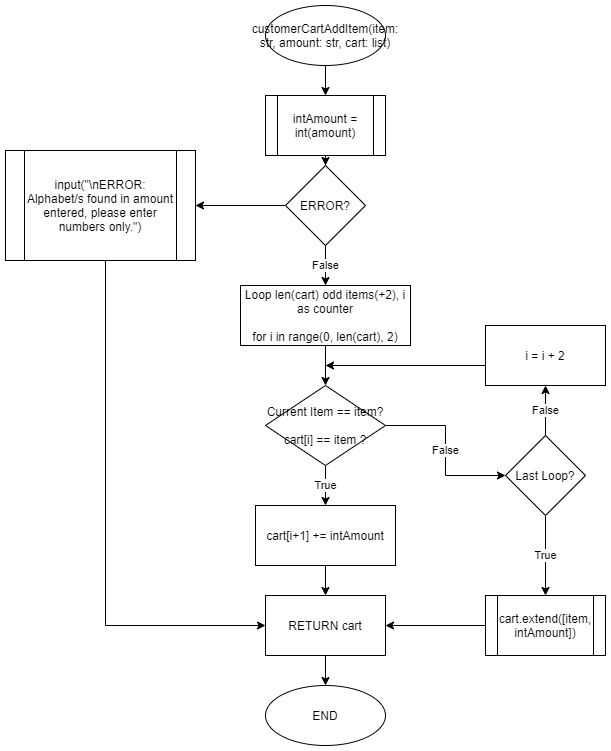 customerCartAddItem(item:
str, amount: str, cart: list)
intAmount =
int(amount)
input("\nERROR:
Alphabet/s found in amount
entered, please enter
numbers only.")
ERROR?
False
Loop len(cart) odd items(+2), i
as counter
for i in range(0, len(cart), 2)
i = i + 2
Current Item == item?
cart[i] == item ?
False
False
Last Loop?
True
True
cart[i+1] += intAmount
RETURN cart
cart.extend([item,
intAmount])
END